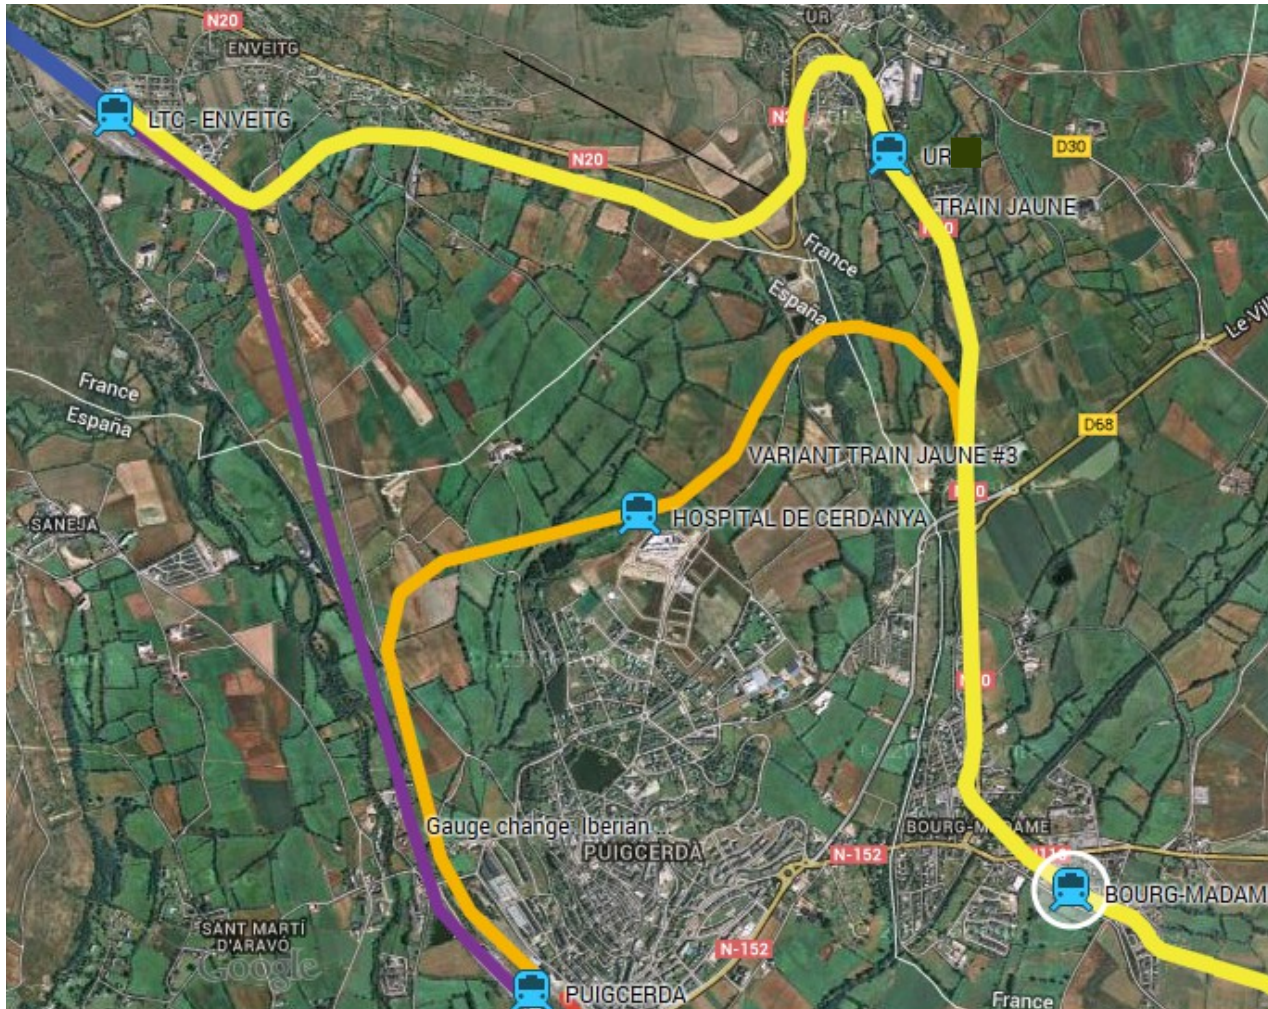 UR
N20
ENVEITG
LTC - ENVEITG
D30
N20
UR
TRAIN JAUNE
France
España
France
España
Le Vil
D68
VARIANT TRAIN JAUNE #3
SANEJA
HOSPITAL DE CERDANYA
Gauge change, Iberian ...
PUIGCERDA
BOURG-MADAME
N-152
BOURG-MADAM
SANT MARTÍ
D'ARAVÓ
Google
N-152
PUIGCERDA
France